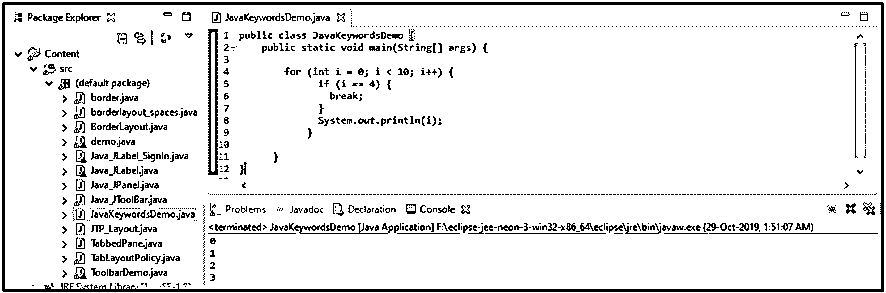 Package Explorer
Content
src
(default package)
border.java
borderlayout_spaces.java
BorderLayout.java
demo.java
Java_JLabel_SignIn.java
Java_JLabel.java
Java_JPanel.java
Java_JToolBar.java
JavaKeywordsDemo.java
JTP_Layout.java
TabbedPane.java
TabLayoutPolicy.java
ToolbarDemo.java
JRE System Library
JavaKeywordsDemo.java
1 public class JavaKeywordsDemo {
2 public static void main(String[] args) {
3
4 for (int i = 0; i < 10; i++) {
5 if (i == 4) {
6 break;
7 }
8 System.out.println(i);
9 }
10
11 }
12 }
Problems Javadoc Declaration Console
<terminated> JavaKeywordsDemo [Java Application] F:\eclipse-jee-neon-3-win32-x86_64\eclipse\jre\bin\javaw.exe (29-Oct-2019, 1:51:07 AM)
0
1
2
3